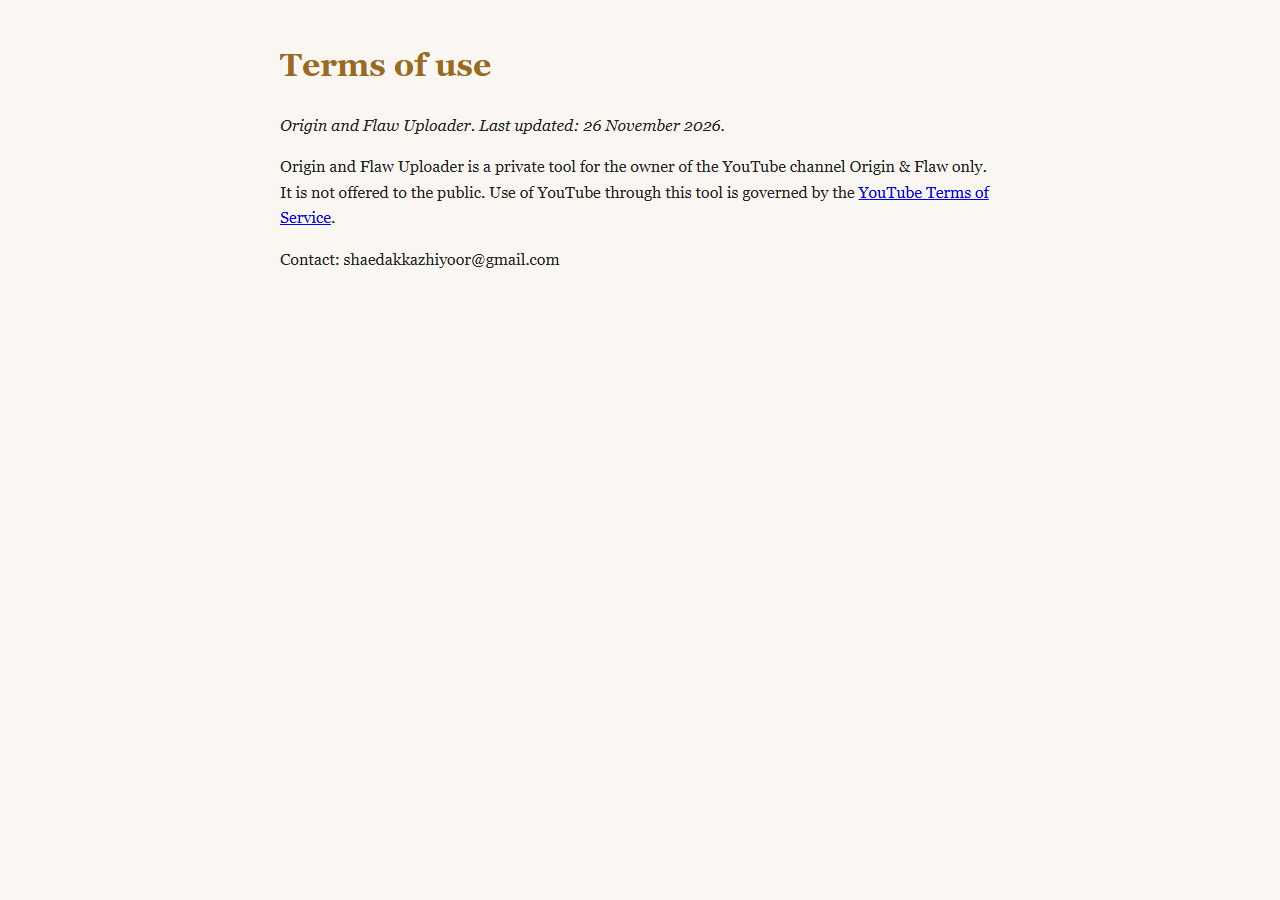 Terms of use
Origin and Flaw Uploader. Last updated: 26 November 2026.
Origin and Flaw Uploader is a private tool for the owner of the YouTube channel Origin & Flaw only.
It is not offered to the public. Use of YouTube through this tool is governed by the YouTube Terms of
Service.
Contact: shaedakkazhiyoor@gmail.com